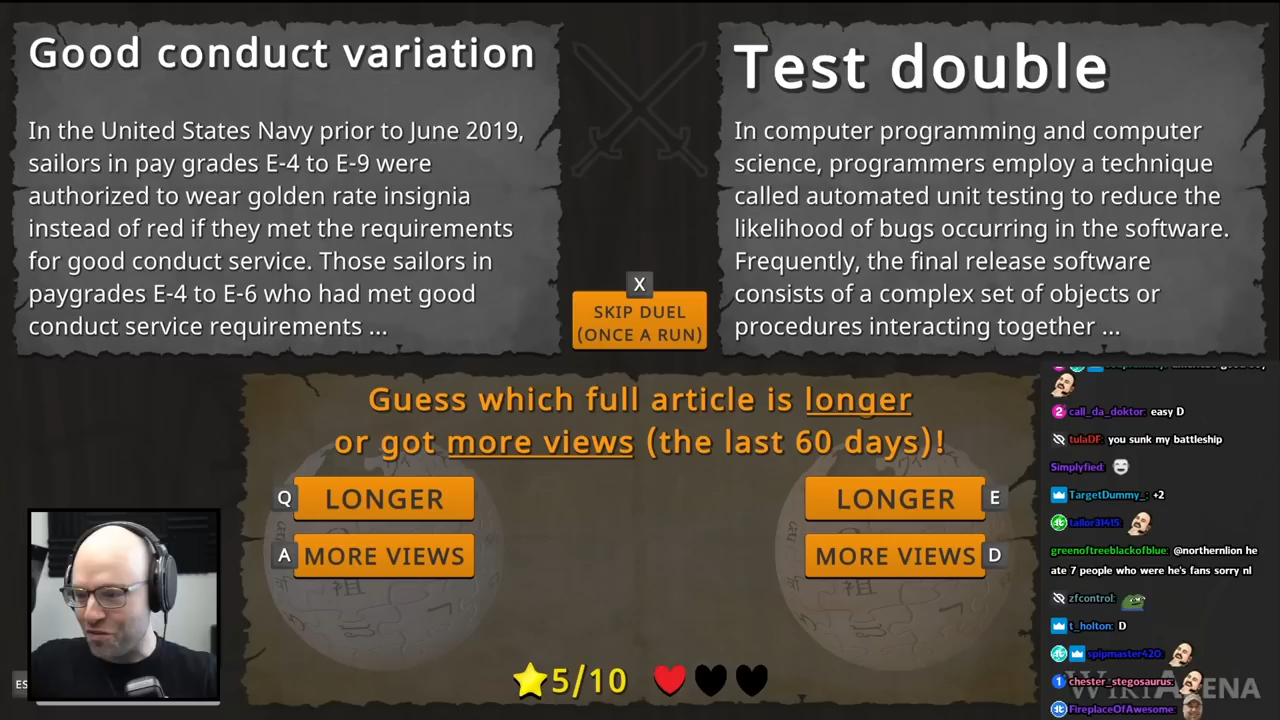 Good conduct variation
In the United States Navy prior to June 2019,
sailors in pay grades E-4 to E-9 were
authorized to wear golden rate insignia
instead of red if they met the requirements
for good conduct service. Those sailors in
paygrades E-4 to E-6 who had met good
conduct service requirements ...
X
SKIP DUEL
(ONCE A RUN)
Test double
In computer programming and computer
science, programmers employ a technique
called automated unit testing to reduce the
likelihood of bugs occurring in the software.
Frequently, the final release software
consists of a complex set of objects or
procedures interacting together ...
Guess which full article is longer
or got more views (the last 60 days)!
Q LONGER
A MORE VIEWS
LONGER E
MORE VIEWS D
5/10
ES
call_da_doktor: easy D
tulaDF: you sunk my battleship
Simplyfied:
TargetDummy_: +2
tailor31415:
greenoftreeblackofblue: @northernlion he
ate 7 people who were he's fans sorry nl
zfcontrol:
t_holton: D
spipmaster420:
chester_stegosaurus:
FireplaceOfAwesome:
WIKIARENA